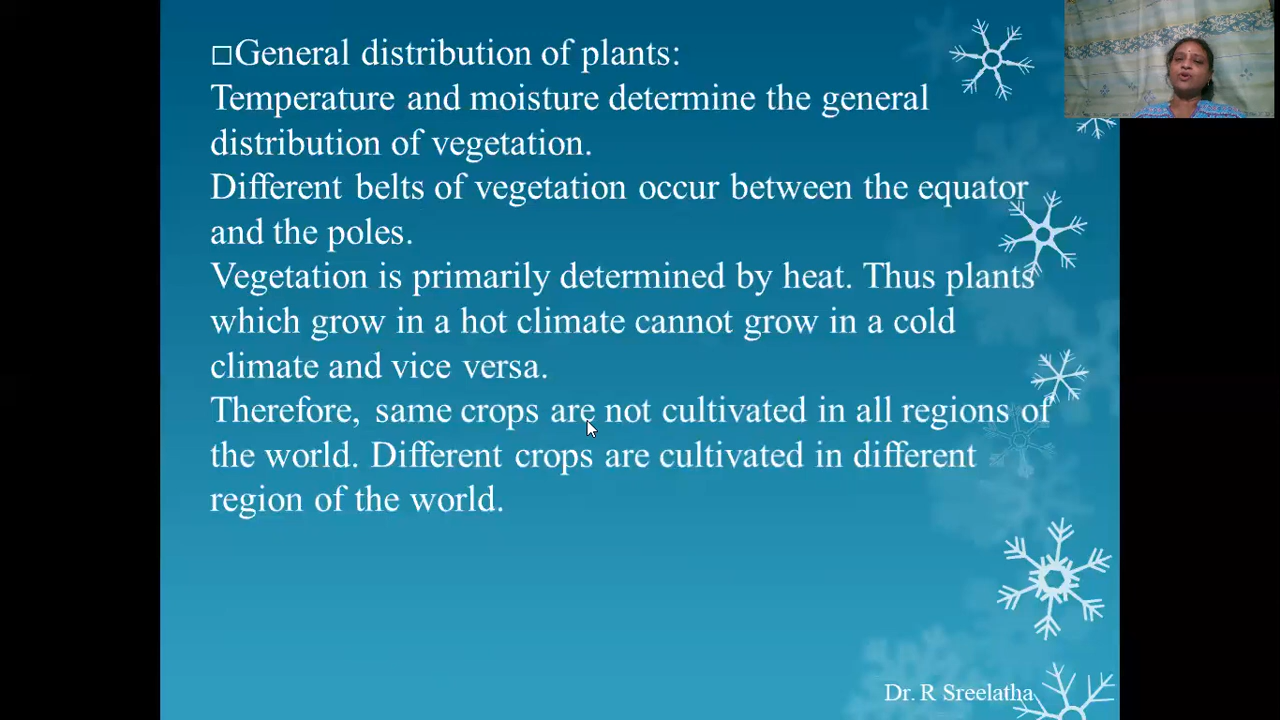 □General distribution of plants:
Temperature and moisture determine the general
distribution of vegetation.
Different belts of vegetation occur between the equator
and the poles.
Vegetation is primarily determined by heat. Thus plants
which grow in a hot climate cannot grow in a cold
climate and vice versa.
Therefore, same crops are not cultivated in all regions of
the world. Different crops are cultivated in different
region of the world.
Dr. R Sreelatha